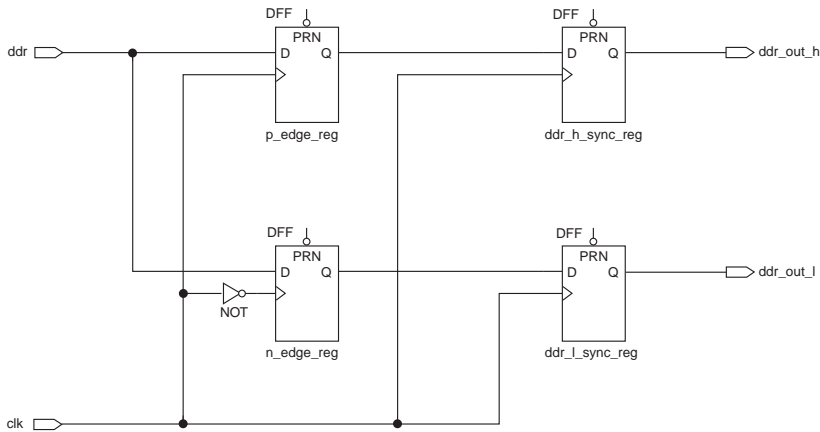 DFF
DFF
PRN
PRN
ddr
D
Q
D
Q
ddr_out_h
p_edge_reg
ddr_h_sync_reg
DFF
DFF
PRN
PRN
D
Q
D
Q
ddr_out_l
NOT
n_edge_reg
ddr_l_sync_reg
clk